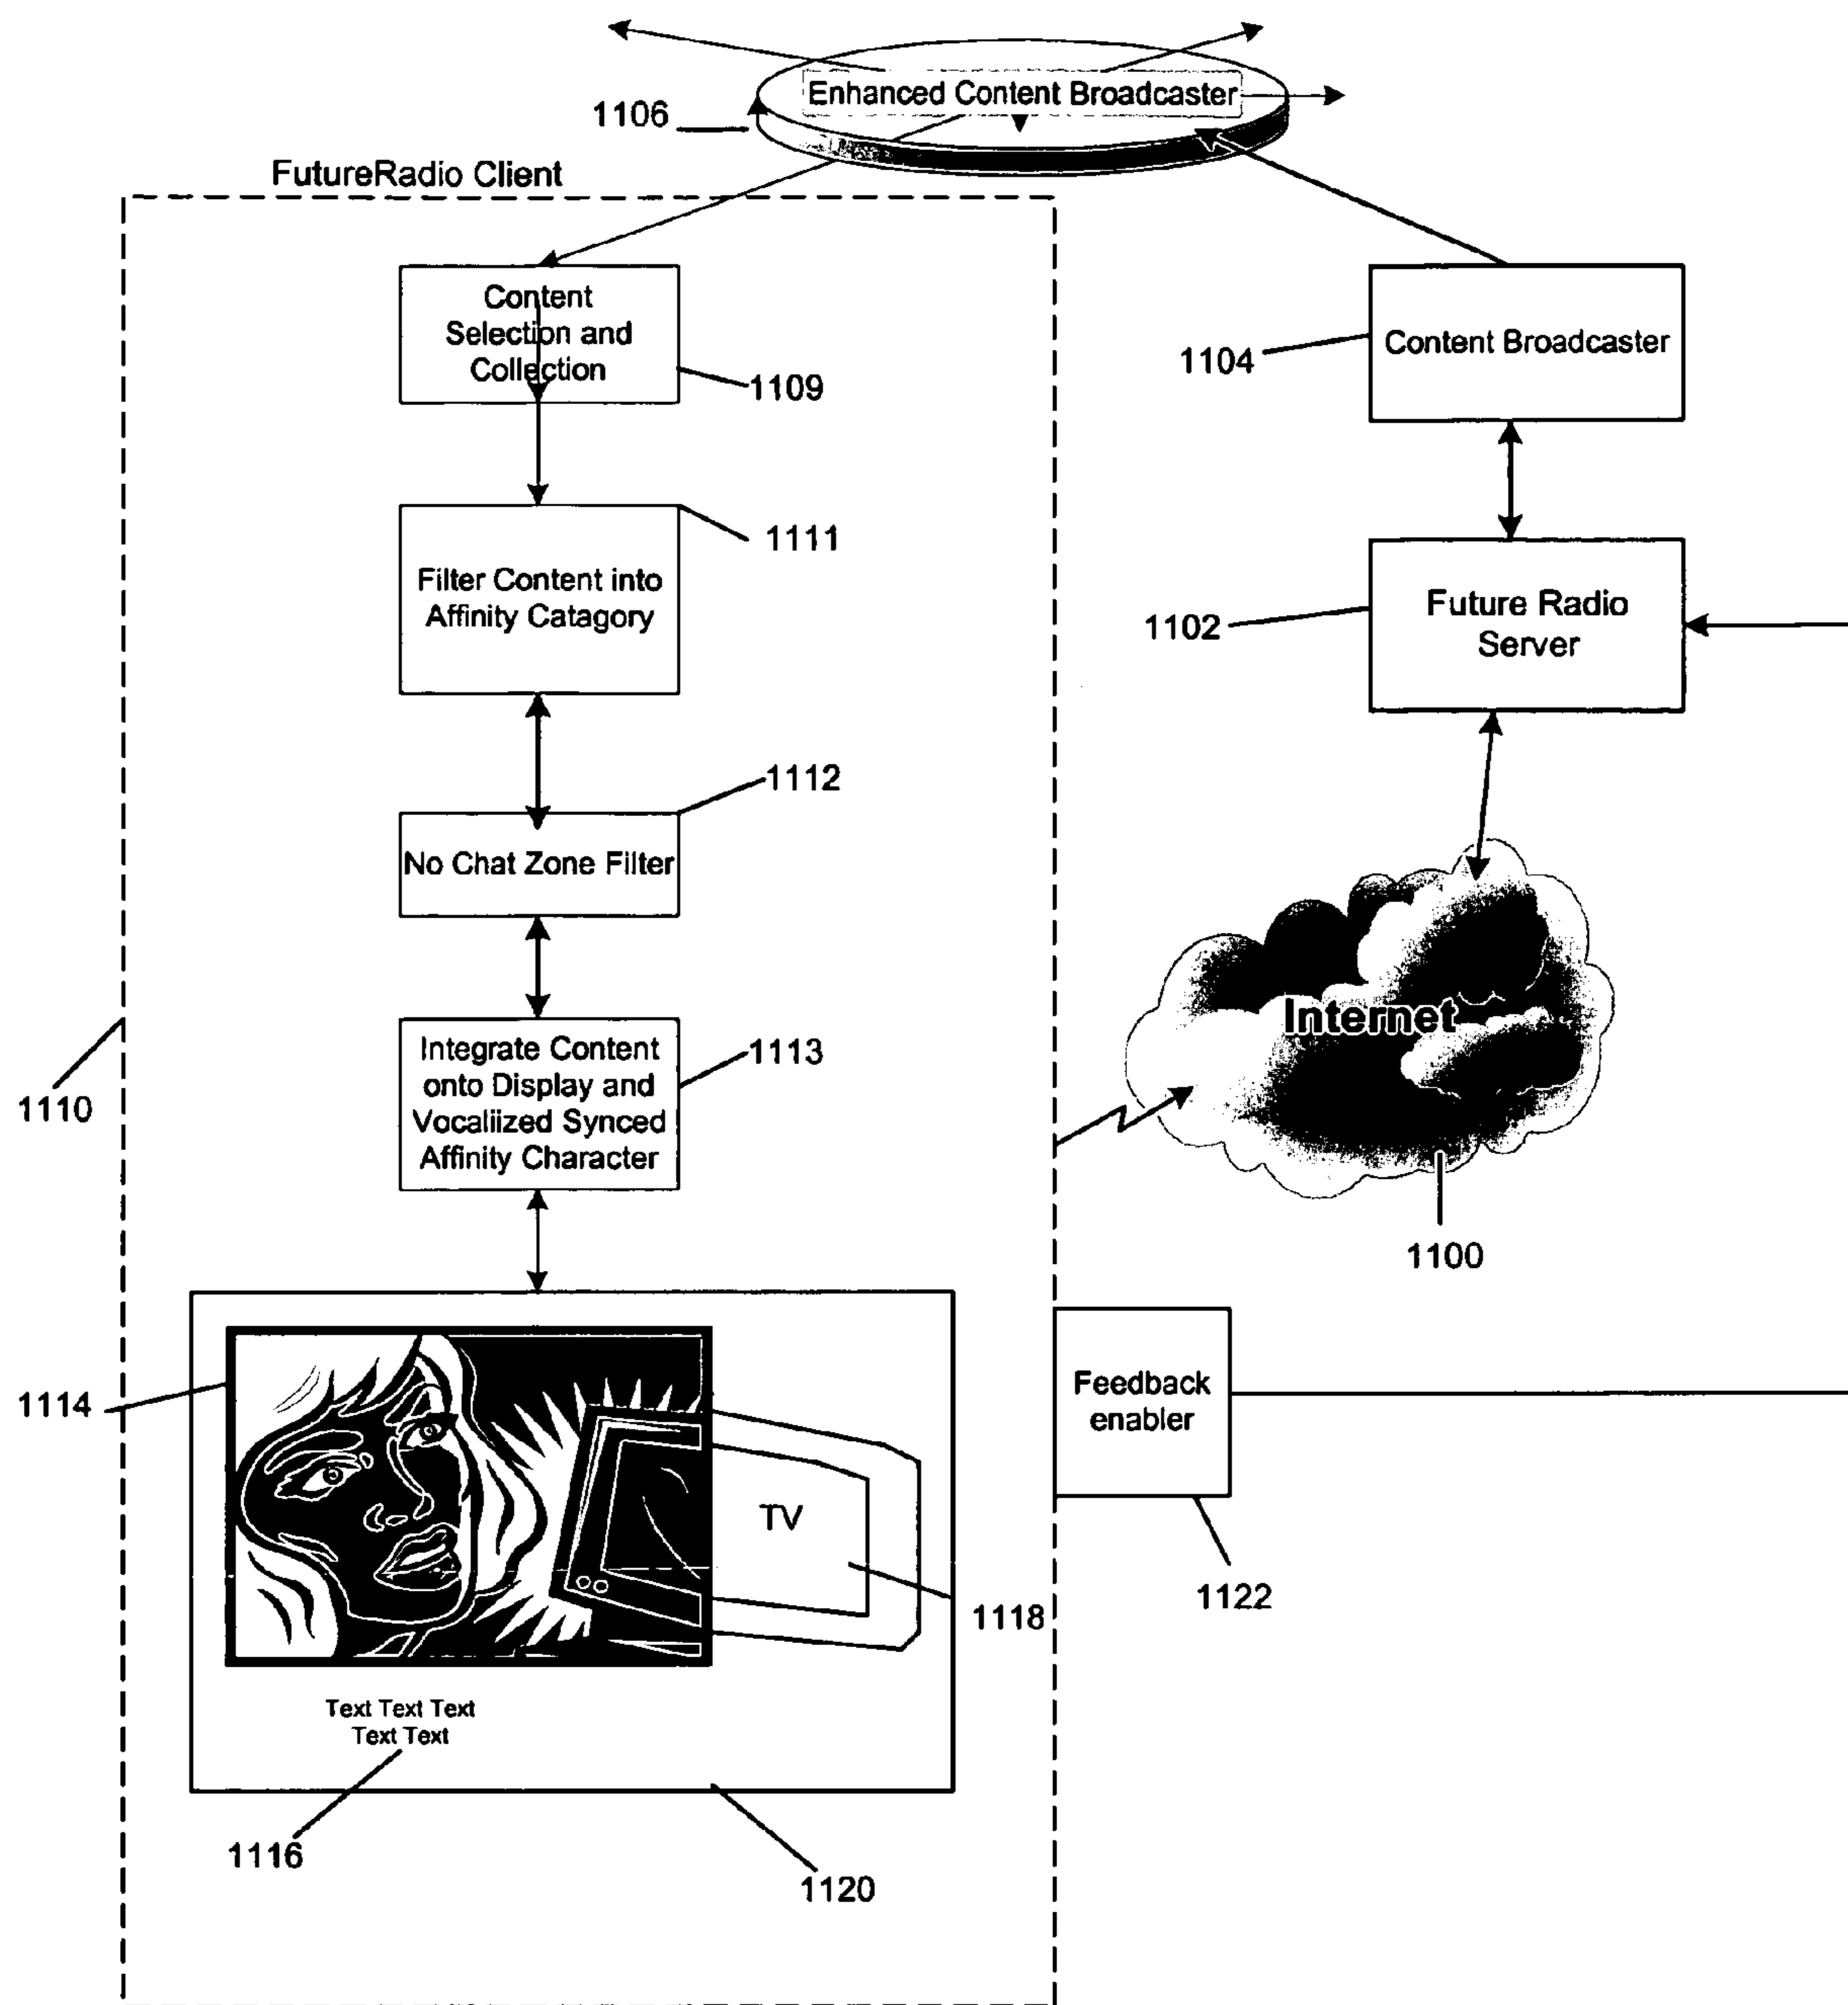 Enhanced Content Broadcaster
1106
FutureRadio Client
Content
Selection and
Collection
1109
Content Broadcaster
1104
1111
Filter Content into
Affinity Catagory
Future Radio
Server
1102
1112
No Chat Zone Filter
Internet
1100
Integrate Content
onto Display and
Vocaliized Synced
Affinity Character
1113
1110
1114
TV
1118
Feedback
enabler
1122
Text Text Text
Text Text
1116
1120